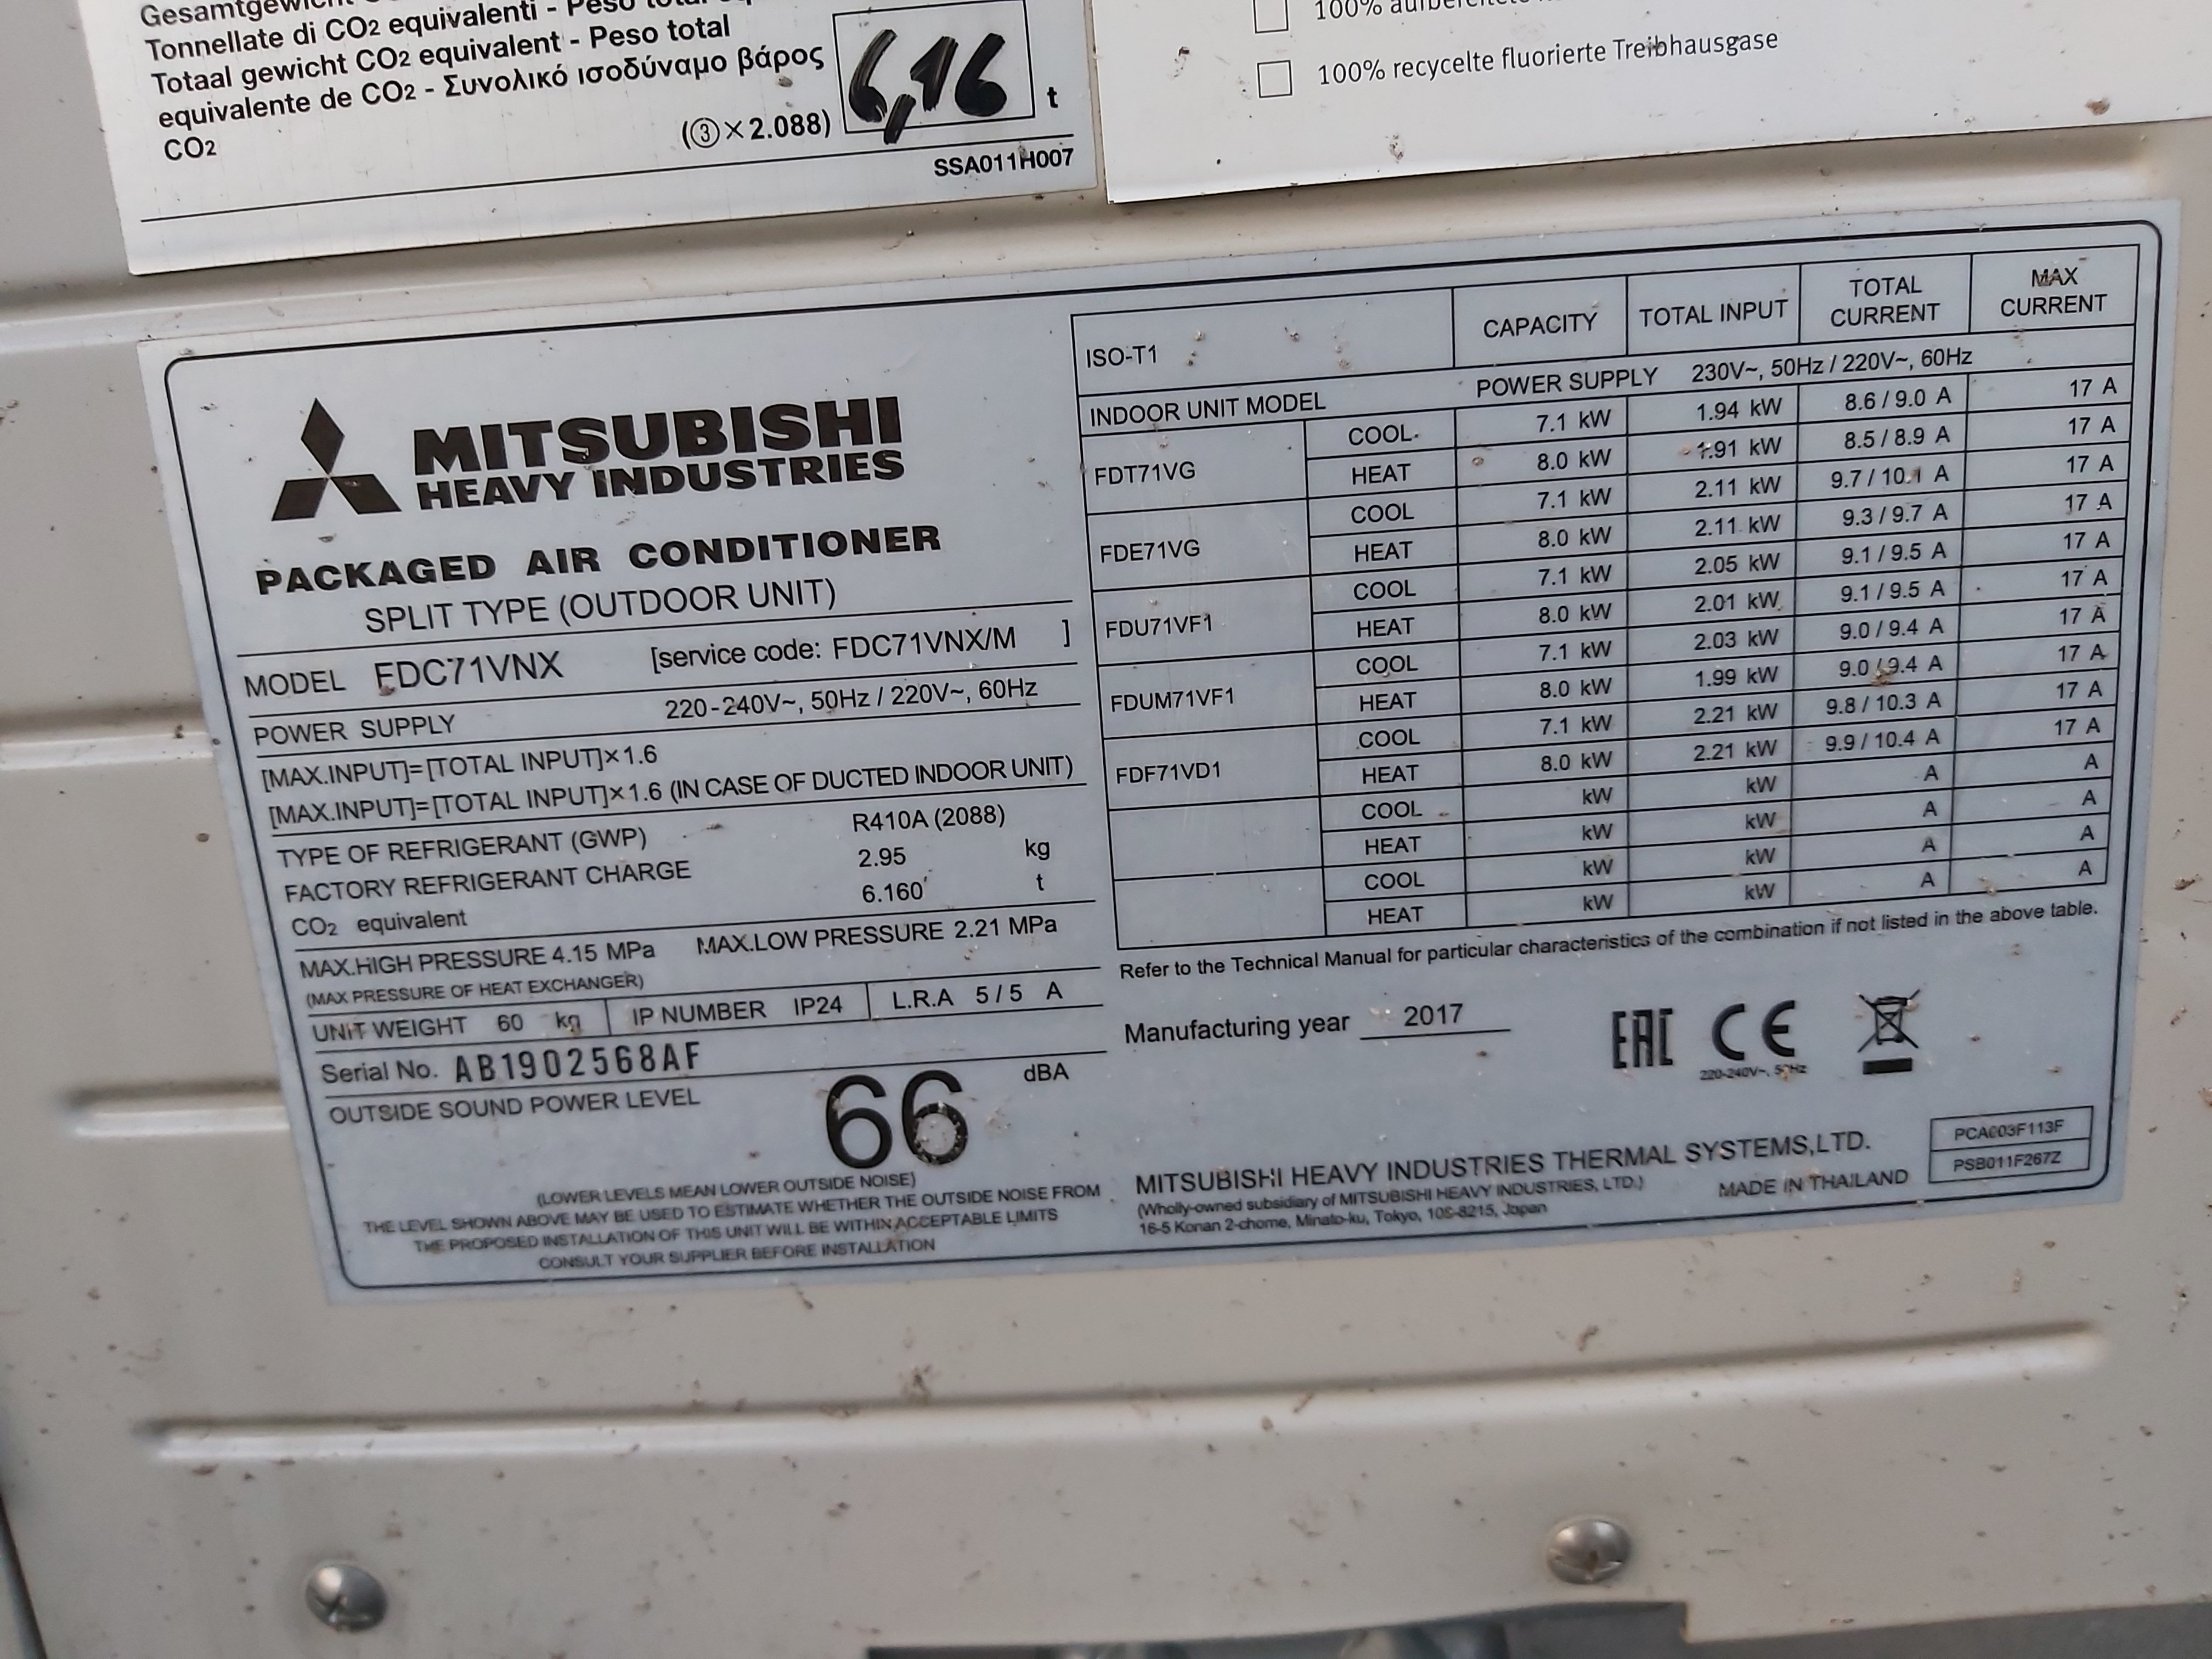 Tonnellate di CO2 equivalenti - Peso
Totaal gewicht CO2 equivalent - Peso total
equivalente de CO2 - Συνολικό ισοδύναμο βάρος
CO2
(③×2.088)
6,16 t
SSA011H007
100%
100% recycelte fluorierte Treibhausgase
MITSUBISHI
HEAVY INDUSTRIES
PACKAGED AIR CONDITIONER
SPLIT TYPE (OUTDOOR UNIT)
MODEL FDC71VNX [service code: FDC71VNX/M ]
POWER SUPPLY 220-240V~, 50Hz / 220V~, 60Hz
[MAX.INPUT]=[TOTAL INPUT]×1.6
[MAX.INPUT]=[TOTAL INPUT]×1.6 (IN CASE OF DUCTED INDOOR UNIT)
TYPE OF REFRIGERANT (GWP) R410A (2088)
FACTORY REFRIGERANT CHARGE 2.95 kg
CO2 equivalent 6.160 t
MAX.HIGH PRESSURE 4.15 MPa MAX.LOW PRESSURE 2.21 MPa
(MAX PRESSURE OF HEAT EXCHANGER)
UNIT WEIGHT 60 kg IP NUMBER IP24 L.R.A 5/5 A
Serial No. AB1902568AF
OUTSIDE SOUND POWER LEVEL 66 dBA
(LOWER LEVELS MEAN LOWER OUTSIDE NOISE)
THE LEVEL SHOWN ABOVE MAY BE USED TO ESTIMATE WHETHER THE OUTSIDE NOISE FROM
THE PROPOSED INSTALLATION OF THIS UNIT WILL BE WITHIN ACCEPTABLE LIMITS
CONSULT YOUR SUPPLIER BEFORE INSTALLATION
ISO-T1 CAPACITY TOTAL INPUT TOTAL CURRENT MAX CURRENT
INDOOR UNIT MODEL POWER SUPPLY 230V~, 50Hz / 220V~, 60Hz
FDT71VG COOL 7.1 kW 1.94 kW 8.6 / 9.0 A 17 A
HEAT 8.0 kW 1.91 kW 8.5 / 8.9 A 17 A
FDE71VG COOL 7.1 kW 2.11 kW 9.7 / 10.1 A 17 A
HEAT 8.0 kW 2.11 kW 9.3 / 9.7 A 17 A
FDU71VF1 COOL 7.1 kW 2.05 kW 9.1 / 9.5 A 17 A
HEAT 8.0 kW 2.01 kW 9.1 / 9.5 A 17 A
FDUM71VF1 COOL 7.1 kW 2.03 kW 9.0 / 9.4 A 17 A
HEAT 8.0 kW 1.99 kW 9.0 / 9.4 A 17 A
FDF71VD1 COOL 7.1 kW 2.21 kW 9.8 / 10.3 A 17 A
HEAT 8.0 kW 2.21 kW 9.9 / 10.4 A 17 A
COOL kW kW A A
HEAT kW kW A A
COOL kW kW A A
HEAT kW kW A A
Refer to the Technical Manual for particular characteristics of the combination if not listed in the above table.
Manufacturing year 2017
EAC CE
220-240V~, 50Hz
MITSUBISHI HEAVY INDUSTRIES THERMAL SYSTEMS,LTD.
(Wholly-owned subsidiary of MITSUBISHI HEAVY INDUSTRIES, LTD.)
16-5 Konan 2-chome, Minato-ku, Tokyo, 108-8215, Japan
MADE IN THAILAND
PCA003F113F
PSB011F267Z